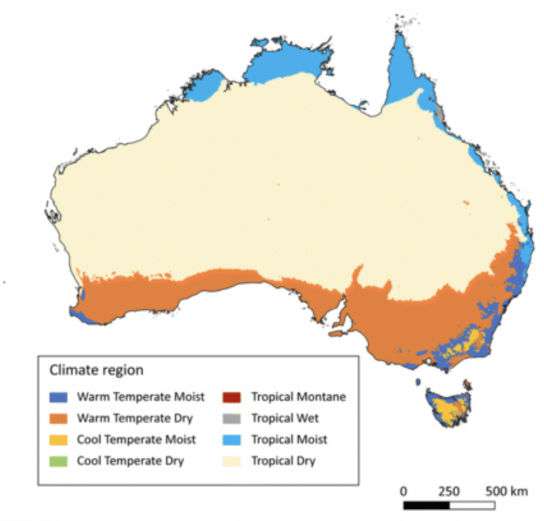 Climate region
Warm Temperate Moist
Tropical Montane
Warm Temperate Dry
Tropical Wet
Cool Temperate Moist
Tropical Moist
Cool Temperate Dry
Tropical Dry
0 250 500 km